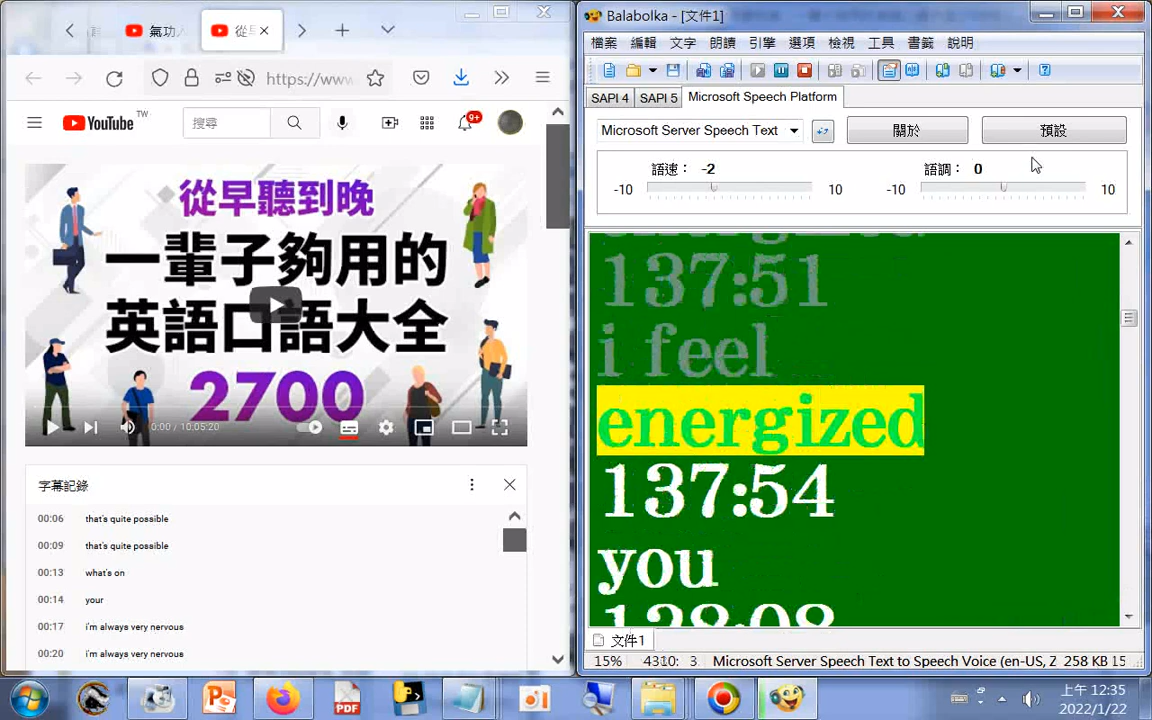 氣功
從
https://www
YouTube TW
搜尋
9+
從早聽到晚
一輩子夠用的
英語口語大全
2700
0:00 / 10:05:20
字幕記錄
00:06 that's quite possible
00:09 that's quite possible
00:13 what's on
00:14 your
00:17 i'm always very nervous
00:20 i'm always very nervous
Balabolka - [文件1]
檔案 編輯 文字 朗讀 引擎 選項 檢視 工具 書籤 說明
SAPI 4 SAPI 5 Microsoft Speech Platform
Microsoft Server Speech Text 關於 預設
語速： -2 語調： 0
-10 10 -10 10
energized
137:51
i feel
energized
137:54
you
128:08
文件1
15% 4310: 3 Microsoft Server Speech Text to Speech Voice (en-US, Z 258 KB 15
PDF
上午 12:35
2022/1/22